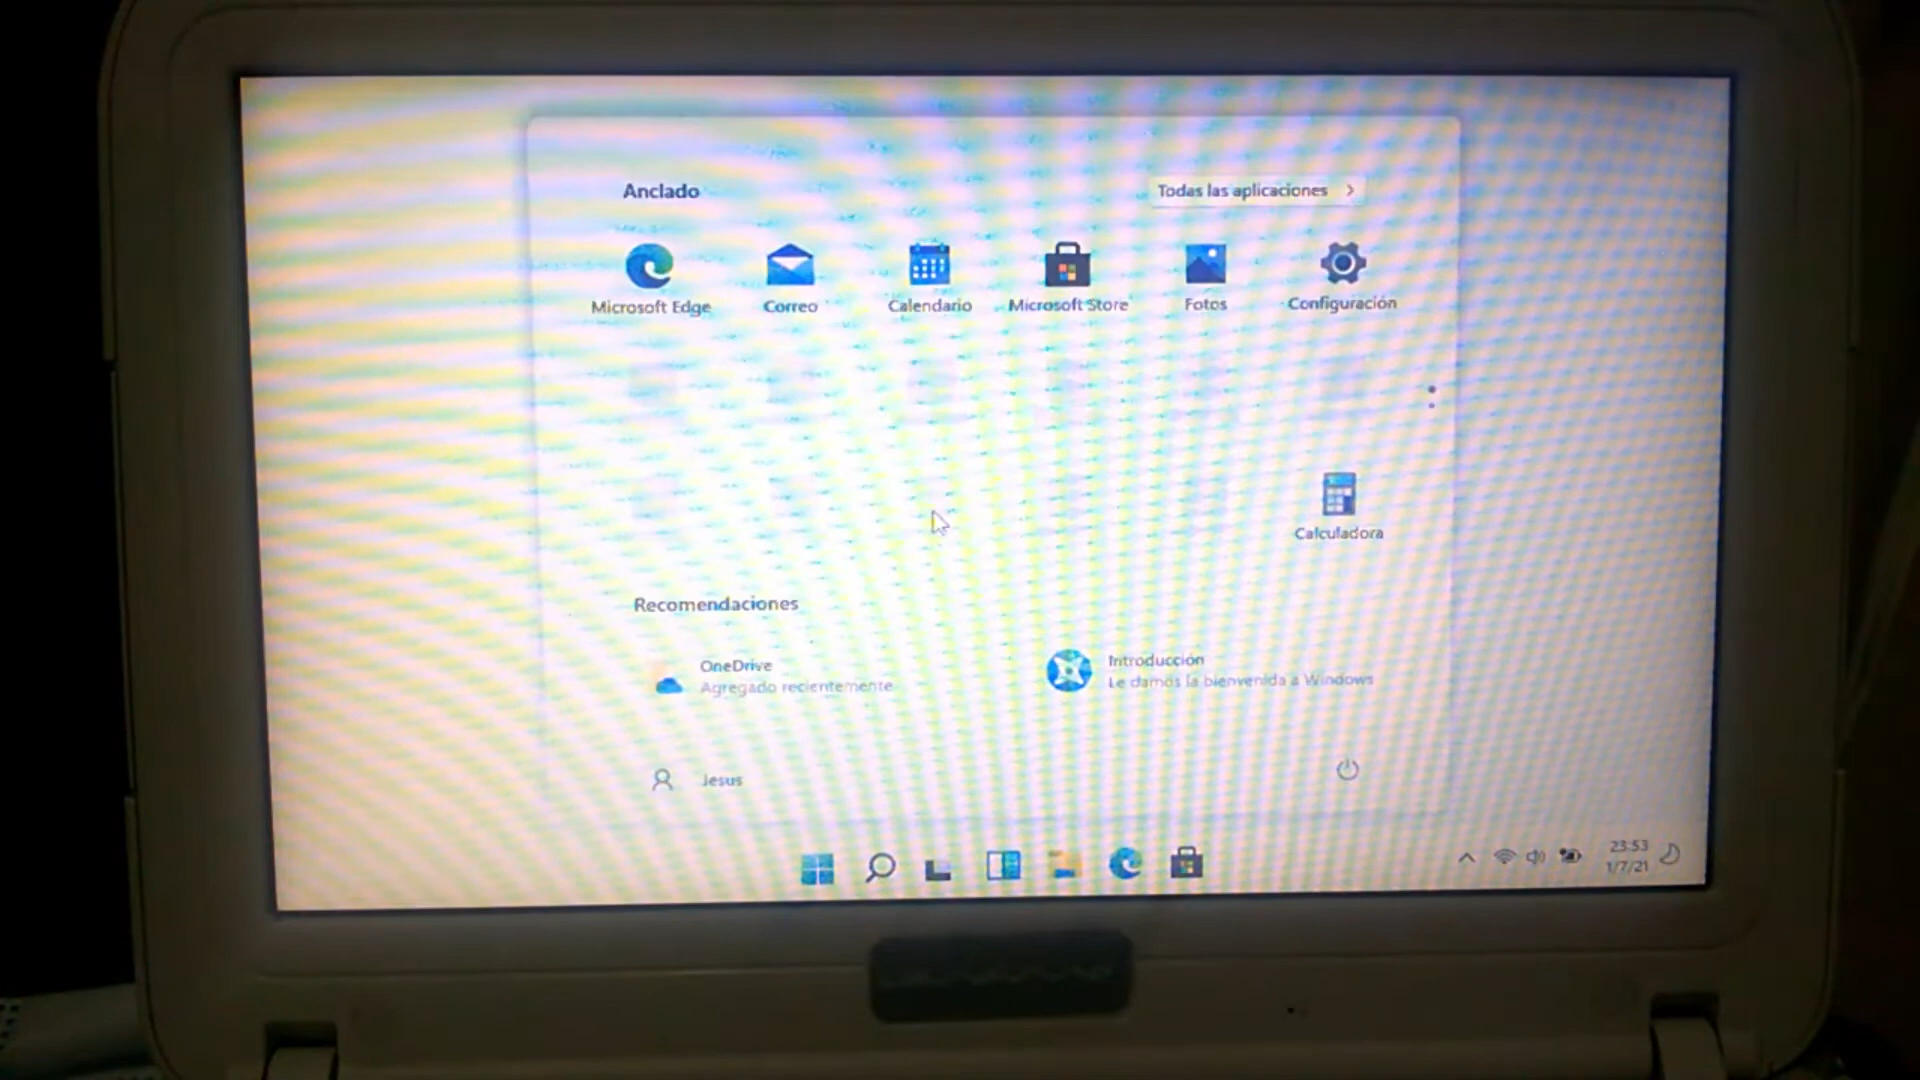 Anclado
Todas las aplicaciones
Microsoft Edge
Correo
Calendario
Microsoft Store
Fotos
Configuración
Calculadora
Recomendaciones
OneDrive
Agregado recientemente
Introducción
Le damos la bienvenida a Windows
Jesus
23:53
1/7/21